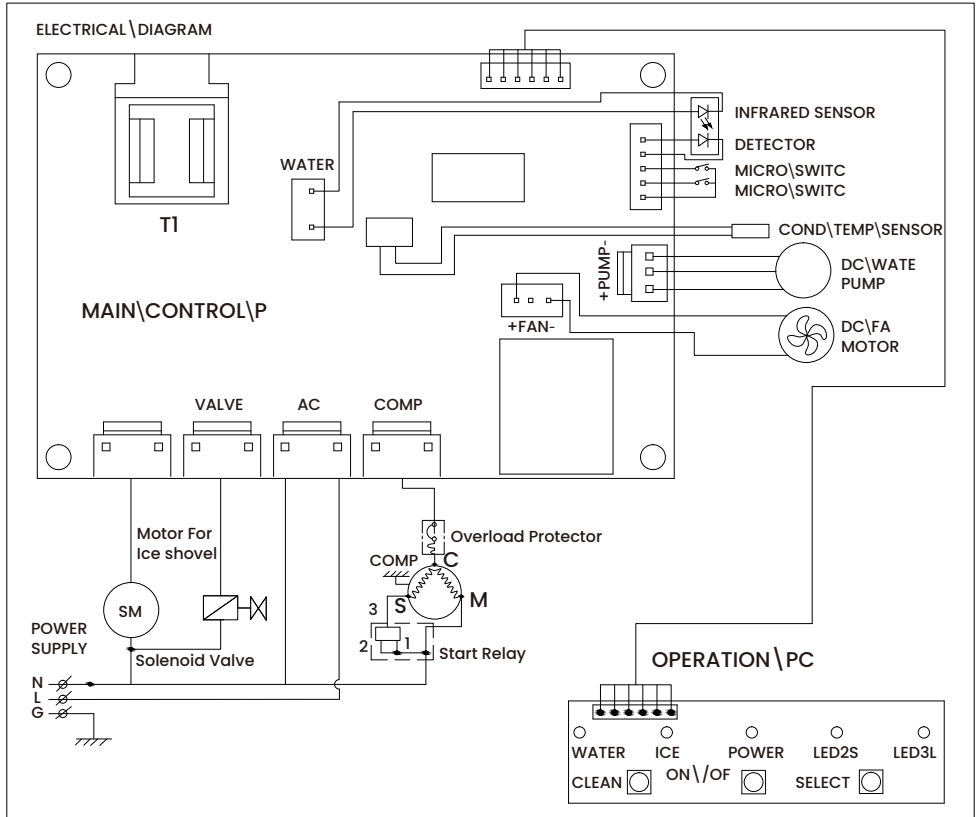 ELECTRICAL\DIAGRAM
INFRARED SENSOR
DETECTOR
WATER
MICRO\SWITC
MICRO\SWITC
T1
COND\TEMP\SENSOR
+PUMP-
DC\WATE
PUMP
MAIN\CONTROL\P
+FAN-
DC\FA
MOTOR
VALVE
AC
COMP
Motor For
Ice shovel
Overload Protector
COMP
C
SM
3
S
M
POWER
SUPPLY
2
1
Start Relay
Solenoid Valve
OPERATION\PC
N
L
G
WATER
ICE
POWER
LED2S
LED3L
CLEAN
ON\/OF
SELECT